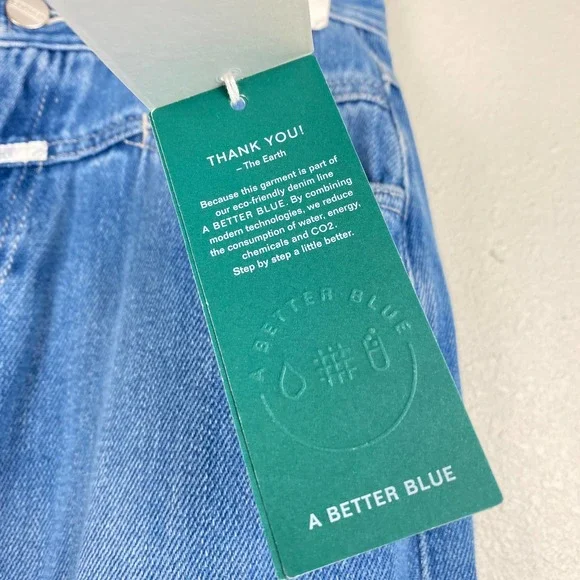 THANK YOU!
– The Earth
Because this garment is part of
our eco-friendly denim line
A BETTER BLUE. By combining
modern technologies, we reduce
the consumption of water, energy,
chemicals and CO2.
Step by step a little better.
A BETTER BLUE
A BETTER BLUE